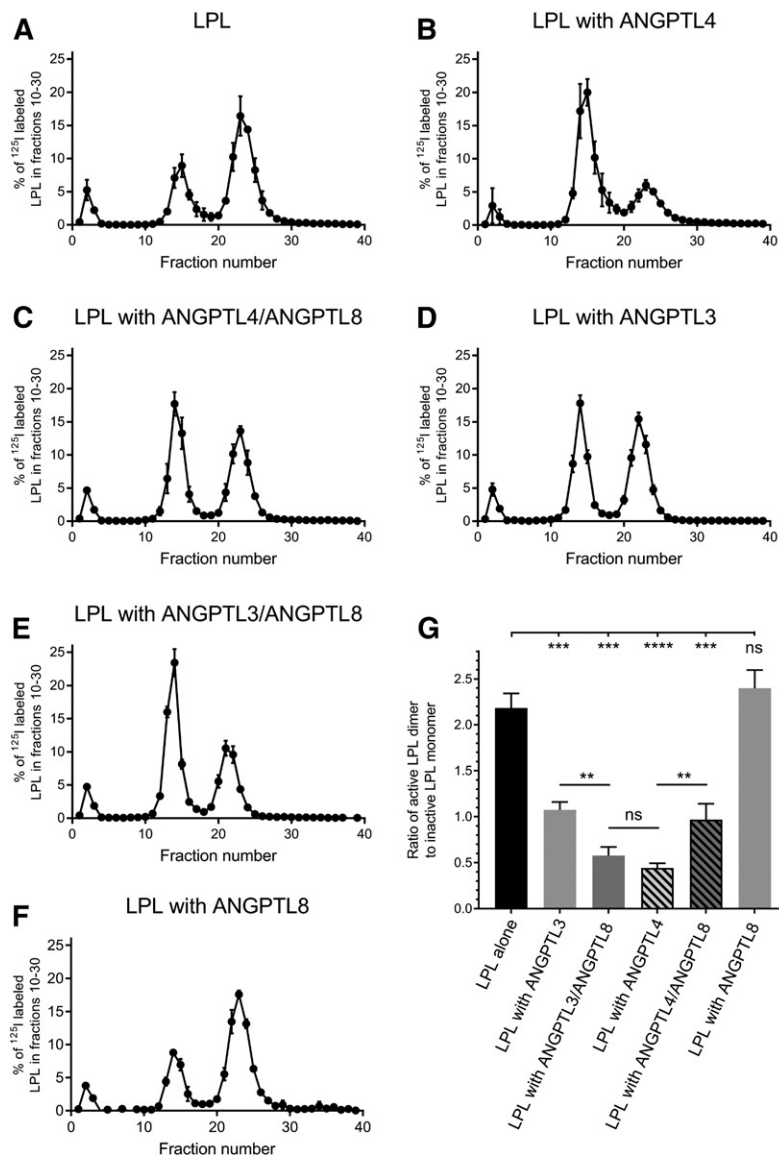 A
LPL
% of 125I labeled
LPL in fractions 10-30
25
20
15
10
5
0
0 10 20 30 40
Fraction number
B
LPL with ANGPTL4
% of 125I labeled
LPL in fractions 10-30
25
20
15
10
5
0
0 10 20 30 40
Fraction number
C
LPL with ANGPTL4/ANGPTL8
% of 125I labeled
LPL in fractions 10-30
25
20
15
10
5
0
0 10 20 30 40
Fraction number
D
LPL with ANGPTL3
% of 125I labeled
LPL in fractions 10-30
25
20
15
10
5
0
0 10 20 30 40
Fraction number
E
LPL with ANGPTL3/ANGPTL8
% of 125I labeled
LPL in fractions 10-30
25
20
15
10
5
0
0 10 20 30 40
Fraction number
F
LPL with ANGPTL8
% of 125I labeled
LPL in fractions 10-30
25
20
15
10
5
0
0 10 20 30 40
Fraction number
G
*** *** **** *** ns
** **
ns
Ratio of active LPL dimer
to inactive LPL monomer
2.5
2.0
1.5
1.0
0.5
0.0
LPL alone
LPL with ANGPTL3
LPL with ANGPTL3/ANGPTL8
LPL with ANGPTL4
LPL with ANGPTL4/ANGPTL8
LPL with ANGPTL8